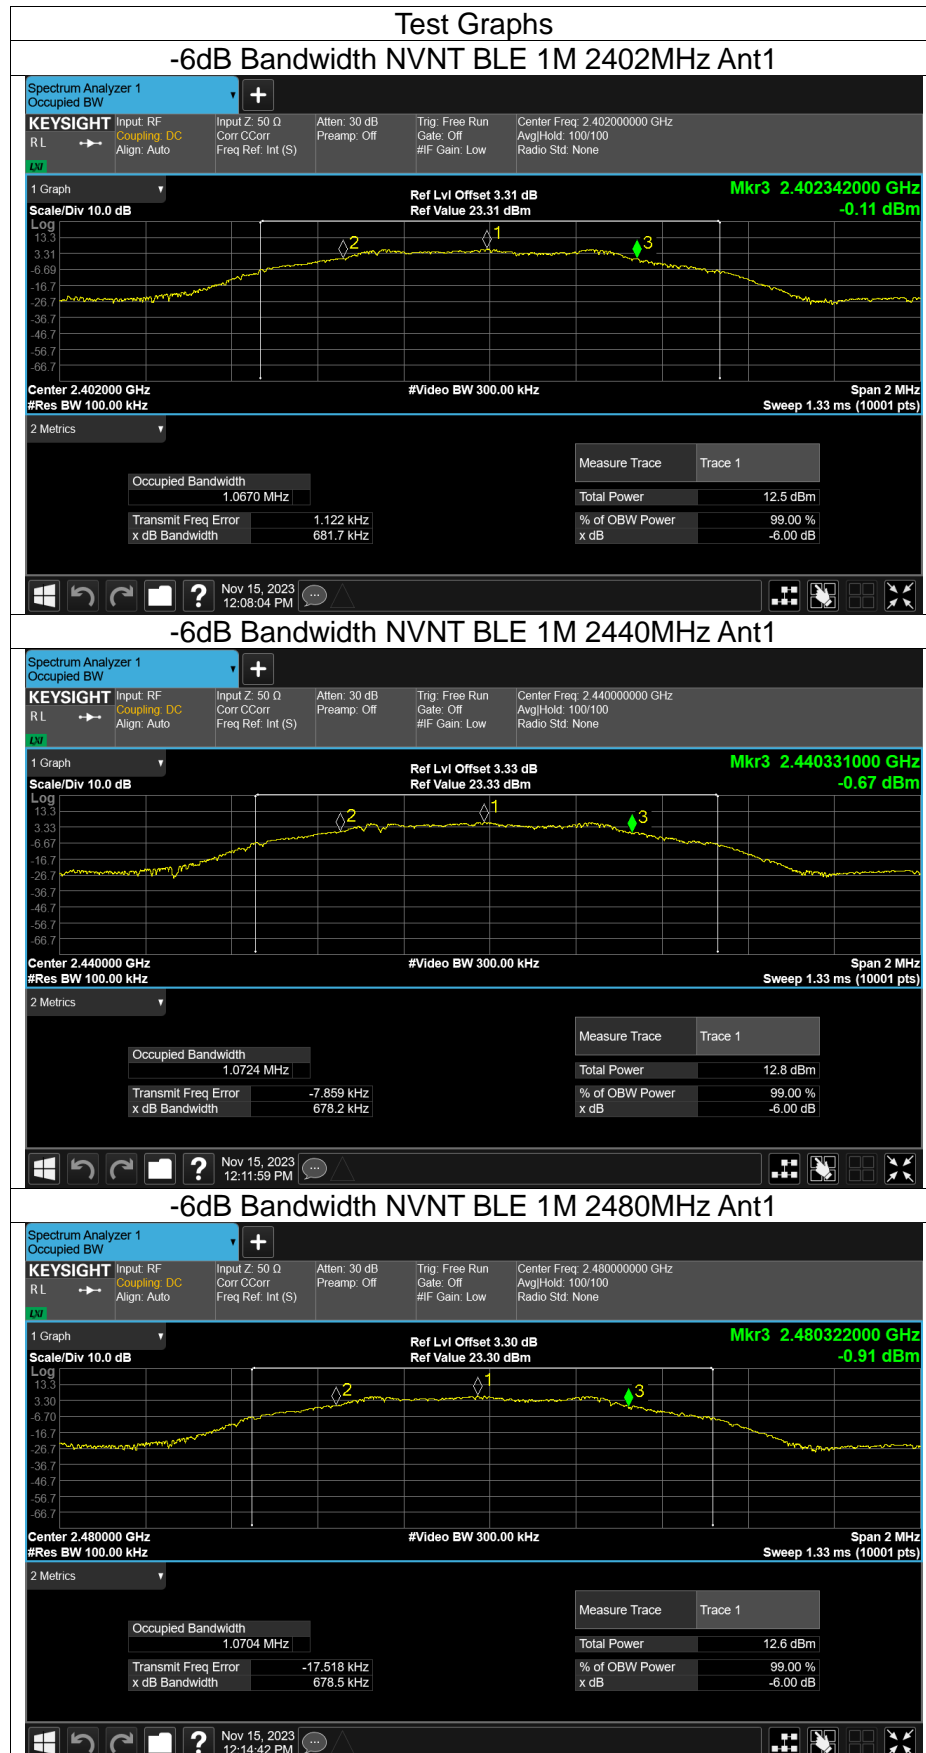 Test Graphs
-6dB Bandwidth NVNT BLE 1M 2402MHz Ant1
Spectrum Analyzer 1
Occupied BW
+
KEYSIGHT Input: RF Input Z: 50 Ω Atten: 30 dB Trig: Free Run Center Freq: 2.402000000 GHz
RL Coupling: DC Corr CCorr Preamp: Off Gate: Off Avg|Hold: 100/100
Align: Auto Freq Ref: Int (S) #IF Gain: Low Radio Std: None
LXI
1 Graph Ref Lvl Offset 3.31 dB Mkr3 2.402342000 GHz
Scale/Div 10.0 dB Ref Value 23.31 dBm -0.11 dBm
Log
13.3
3.31
-6.69
-16.7
-26.7
-36.7
-46.7
-56.7
-66.7
2 1 3
Center 2.402000 GHz #Video BW 300.00 kHz Span 2 MHz
#Res BW 100.00 kHz Sweep 1.33 ms (10001 pts)
2 Metrics
Measure Trace Trace 1
Occupied Bandwidth
1.0670 MHz Total Power 12.5 dBm
Transmit Freq Error 1.122 kHz % of OBW Power 99.00 %
x dB Bandwidth 681.7 kHz x dB -6.00 dB
? Nov 15, 2023
12:08:04 PM
-6dB Bandwidth NVNT BLE 1M 2440MHz Ant1
Spectrum Analyzer 1
Occupied BW
+
KEYSIGHT Input: RF Input Z: 50 Ω Atten: 30 dB Trig: Free Run Center Freq: 2.440000000 GHz
RL Coupling: DC Corr CCorr Preamp: Off Gate: Off Avg|Hold: 100/100
Align: Auto Freq Ref: Int (S) #IF Gain: Low Radio Std: None
LXI
1 Graph Ref Lvl Offset 3.33 dB Mkr3 2.440331000 GHz
Scale/Div 10.0 dB Ref Value 23.33 dBm -0.67 dBm
Log
13.3
3.33
-6.67
-16.7
-26.7
-36.7
-46.7
-56.7
-66.7
2 1 3
Center 2.440000 GHz #Video BW 300.00 kHz Span 2 MHz
#Res BW 100.00 kHz Sweep 1.33 ms (10001 pts)
2 Metrics
Measure Trace Trace 1
Occupied Bandwidth
1.0724 MHz Total Power 12.8 dBm
Transmit Freq Error -7.859 kHz % of OBW Power 99.00 %
x dB Bandwidth 678.2 kHz x dB -6.00 dB
? Nov 15, 2023
12:11:59 PM
-6dB Bandwidth NVNT BLE 1M 2480MHz Ant1
Spectrum Analyzer 1
Occupied BW
+
KEYSIGHT Input: RF Input Z: 50 Ω Atten: 30 dB Trig: Free Run Center Freq: 2.480000000 GHz
RL Coupling: DC Corr CCorr Preamp: Off Gate: Off Avg|Hold: 100/100
Align: Auto Freq Ref: Int (S) #IF Gain: Low Radio Std: None
LXI
1 Graph Ref Lvl Offset 3.30 dB Mkr3 2.480322000 GHz
Scale/Div 10.0 dB Ref Value 23.30 dBm -0.91 dBm
Log
13.3
3.30
-6.70
-16.7
-26.7
-36.7
-46.7
-56.7
-66.7
2 1 3
Center 2.480000 GHz #Video BW 300.00 kHz Span 2 MHz
#Res BW 100.00 kHz Sweep 1.33 ms (10001 pts)
2 Metrics
Measure Trace Trace 1
Occupied Bandwidth
1.0704 MHz Total Power 12.6 dBm
Transmit Freq Error -17.518 kHz % of OBW Power 99.00 %
x dB Bandwidth 678.5 kHz x dB -6.00 dB
? Nov 15, 2023
12:14:42 PM